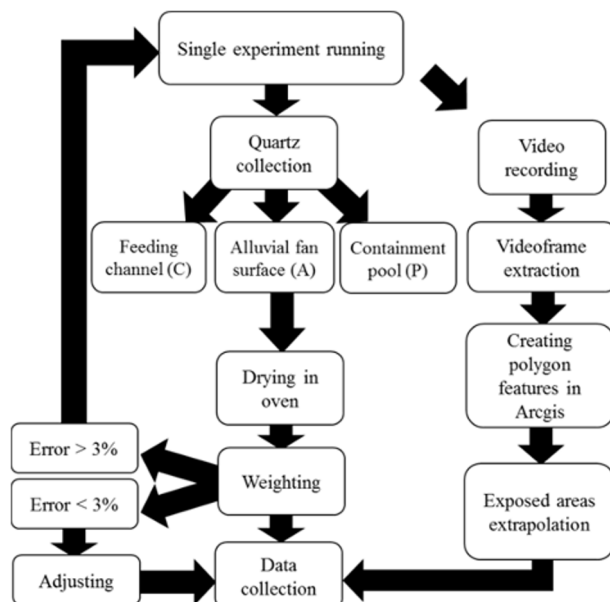 Single experiment running
Quartz
collection
Video
recording
Feeding
channel (C)
Alluvial fan
surface (A)
Containment
pool (P)
Videoframe
extraction
Creating
polygon
features in
Arcgis
Drying in
oven
Error > 3%
Error < 3%
Weighting
Exposed areas
extrapolation
Adjusting
Data
collection